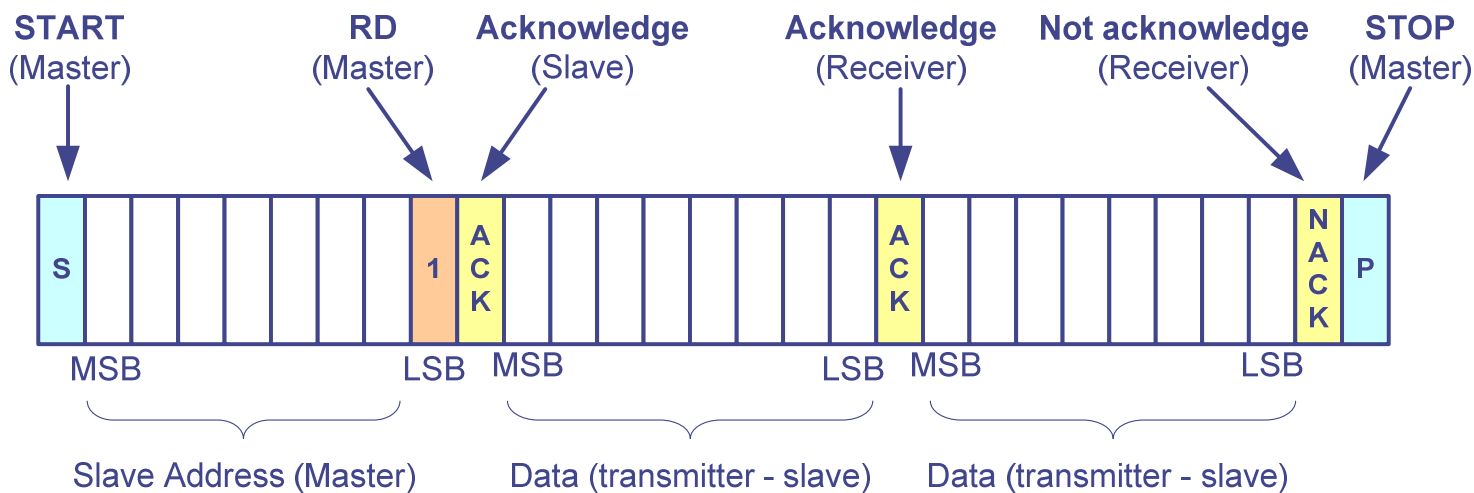 START
(Master)
RD
(Master)
Acknowledge
(Slave)
Acknowledge
(Receiver)
Not acknowledge
(Receiver)
STOP
(Master)
S
1
ACK
ACK
NACK
P
MSB
LSB
MSB
LSB
MSB
LSB
Slave Address (Master)
Data (transmitter - slave)
Data (transmitter - slave)